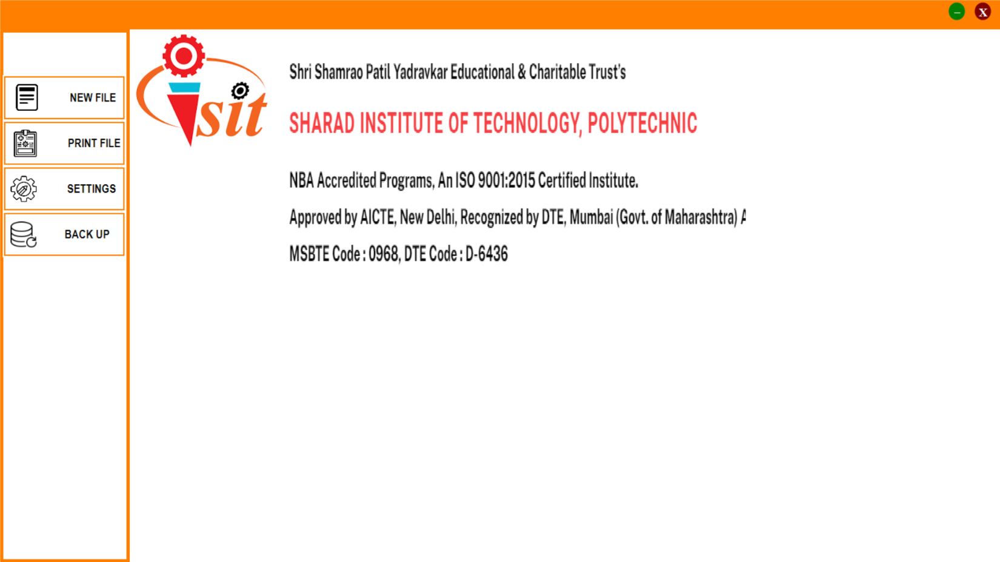 – X
NEW FILE
PRINT FILE
SETTINGS
BACK UP
sit
Shri Shamrao Patil Yadravkar Educational & Charitable Trust's
SHARAD INSTITUTE OF TECHNOLOGY, POLYTECHNIC
NBA Accredited Programs, An ISO 9001:2015 Certified Institute.
Approved by AICTE, New Delhi, Recognized by DTE, Mumbai (Govt. of Maharashtra)
MSBTE Code : 0968, DTE Code : D-6436